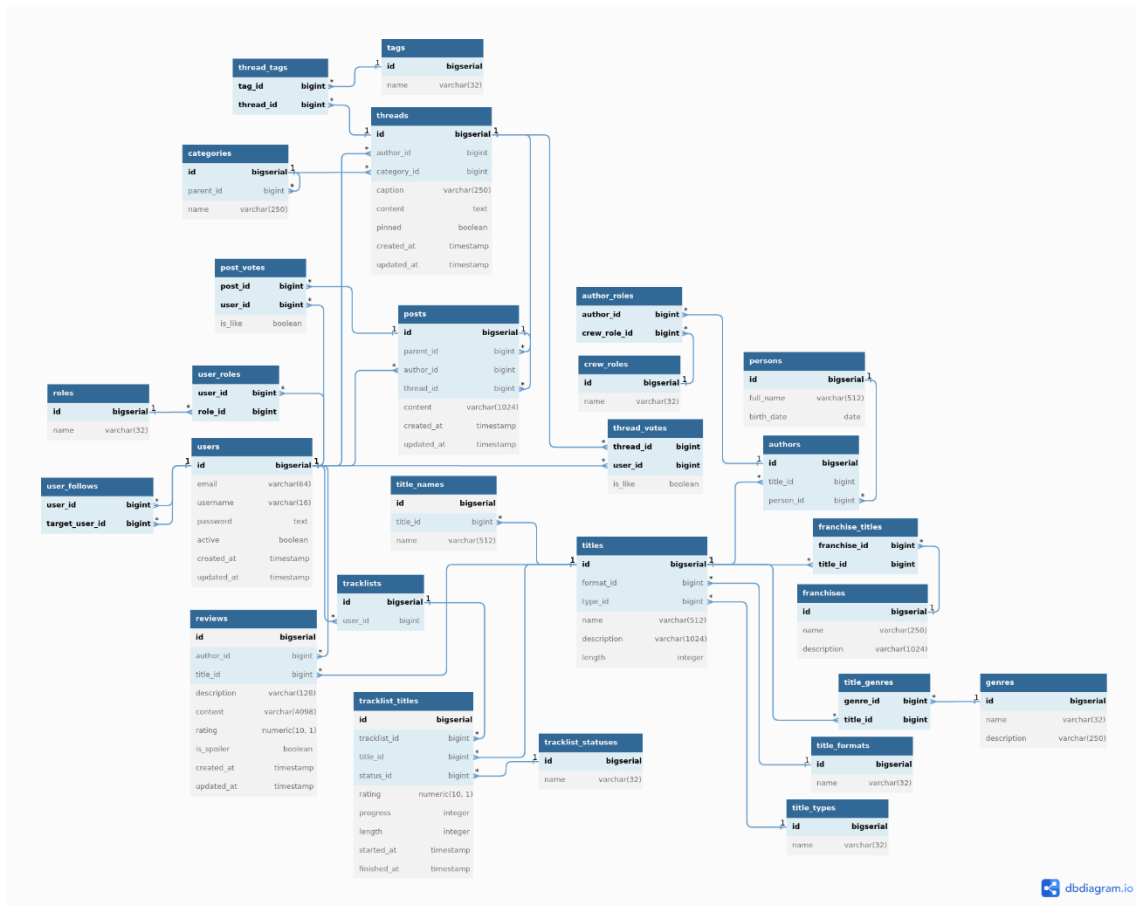 tags
id bigserial
name varchar(32)
thread_tags
tag_id bigint
thread_id bigint
threads
id bigserial
author_id bigint
category_id bigint
caption varchar(250)
content text
pinned boolean
created_at timestamp
updated_at timestamp
categories
id bigserial
parent_id bigint
name varchar(250)
post_votes
post_id bigint
user_id bigint
is_like boolean
posts
id bigserial
parent_id bigint
author_id bigint
thread_id bigint
content varchar(1024)
created_at timestamp
updated_at timestamp
author_roles
author_id bigint
crew_role_id bigint
crew_roles
id bigserial
name varchar(32)
persons
id bigserial
full_name varchar(512)
birth_date date
user_roles
user_id bigint
role_id bigint
roles
id bigserial
name varchar(32)
thread_votes
thread_id bigint
user_id bigint
is_like boolean
authors
id bigserial
title_id bigint
person_id bigint
users
id bigserial
email varchar(64)
username varchar(16)
password text
active boolean
created_at timestamp
updated_at timestamp
user_follows
user_id bigint
target_user_id bigint
title_names
id bigserial
title_id bigint
name varchar(512)
franchise_titles
franchise_id bigint
title_id bigint
titles
id bigserial
format_id bigint
type_id bigint
name varchar(512)
description varchar(1024)
length integer
tracklists
id bigserial
user_id bigint
franchises
id bigserial
name varchar(250)
description varchar(1024)
reviews
id bigserial
author_id bigint
title_id bigint
description varchar(128)
content varchar(4098)
rating numeric(10, 1)
is_spoiler boolean
created_at timestamp
updated_at timestamp
title_genres
genre_id bigint
title_id bigint
genres
id bigserial
name varchar(32)
description varchar(250)
tracklist_titles
id bigserial
tracklist_id bigint
title_id bigint
status_id bigint
rating numeric(10, 1)
progress integer
length integer
started_at timestamp
finished_at timestamp
tracklist_statuses
id bigserial
name varchar(32)
title_formats
id bigserial
name varchar(32)
title_types
id bigserial
name varchar(32)
dbdiagram.io